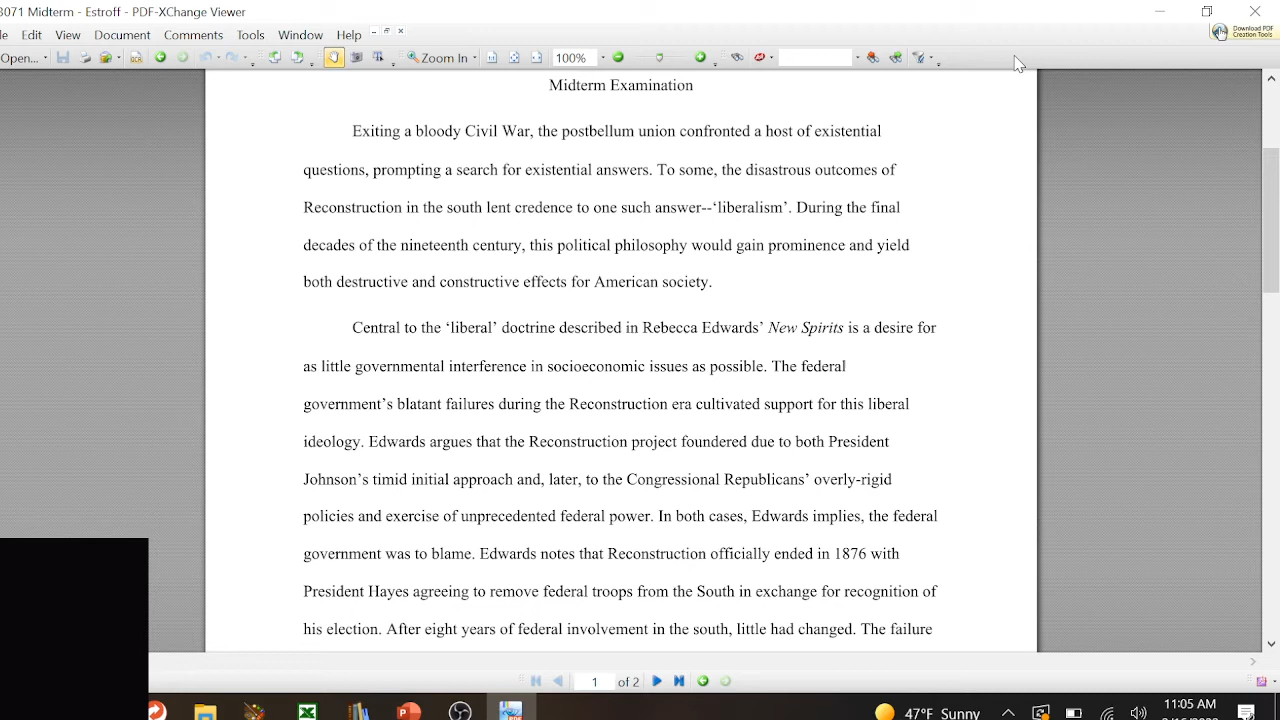 3071 Midterm - Estroff - PDF-XChange Viewer
Edit View Document Comments Tools Window Help
Download PDF
Creation Tools
Open... Zoom In 100%
Midterm Examination
Exiting a bloody Civil War, the postbellum union confronted a host of existential
questions, prompting a search for existential answers. To some, the disastrous outcomes of
Reconstruction in the south lent credence to one such answer--‘liberalism’. During the final
decades of the nineteenth century, this political philosophy would gain prominence and yield
both destructive and constructive effects for American society.
Central to the ‘liberal’ doctrine described in Rebecca Edwards’ New Spirits is a desire for
as little governmental interference in socioeconomic issues as possible. The federal
government’s blatant failures during the Reconstruction era cultivated support for this liberal
ideology. Edwards argues that the Reconstruction project foundered due to both President
Johnson’s timid initial approach and, later, to the Congressional Republicans’ overly-rigid
policies and exercise of unprecedented federal power. In both cases, Edwards implies, the federal
government was to blame. Edwards notes that Reconstruction officially ended in 1876 with
President Hayes agreeing to remove federal troops from the South in exchange for recognition of
his election. After eight years of federal involvement in the south, little had changed. The failure
1 of 2
47°F Sunny
11:05 AM